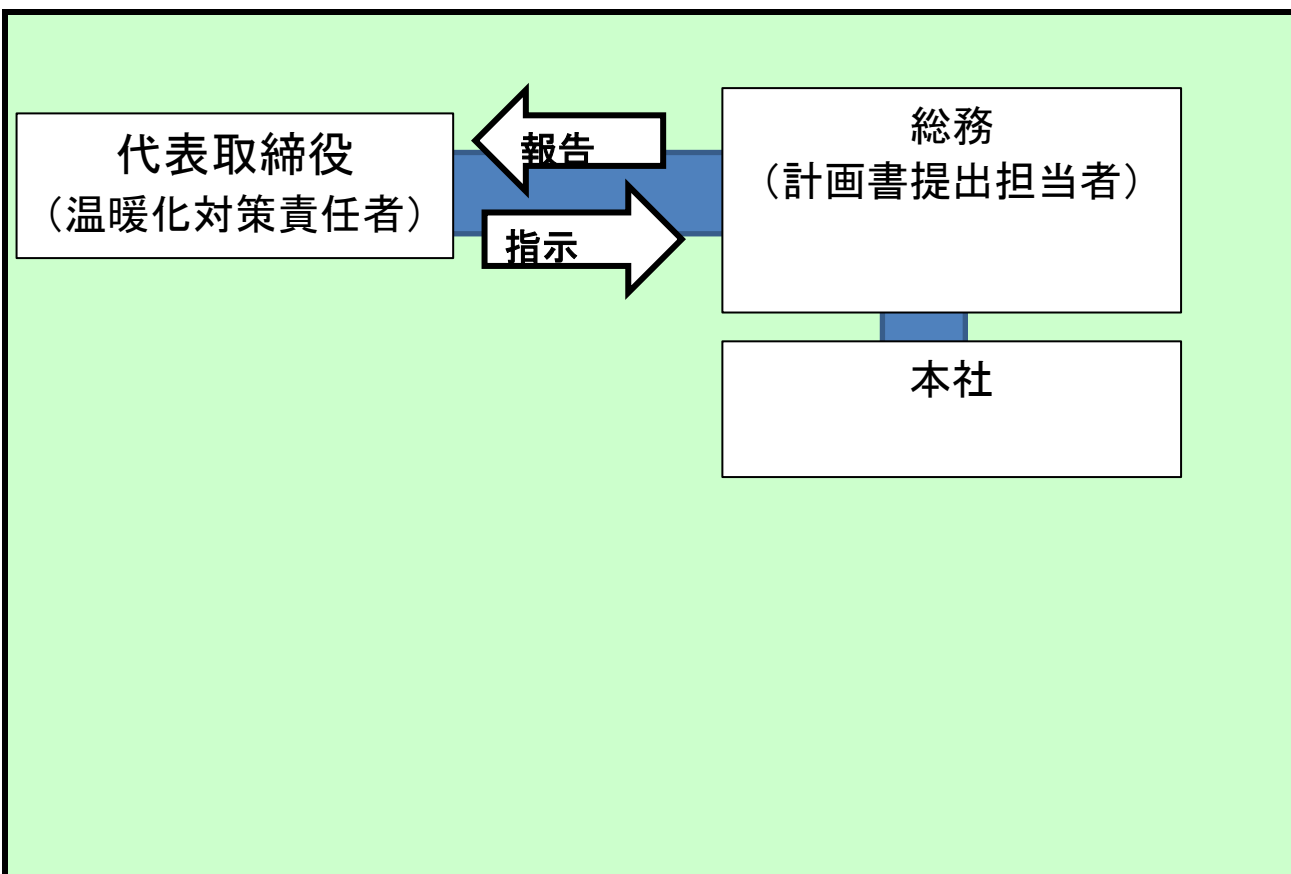 代表取締役
（温暖化対策責任者）
報告
指示
総務
（計画書提出担当者）
本社